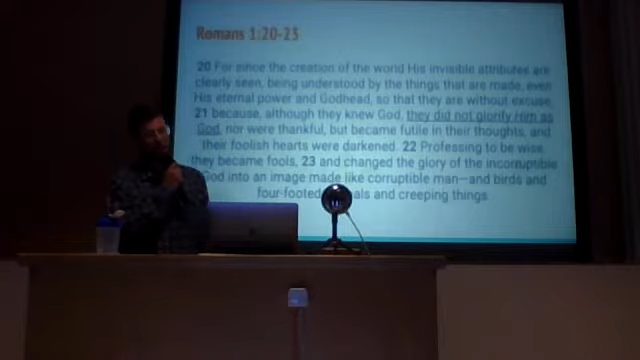 Romans 1:20-23
20 For since the creation of the world His invisible attributes are
clearly seen, being understood by the things that are made, even
His eternal power and Godhead, so that they are without excuse,
21 because, although they knew God, they did not glorify Him as
God, nor were thankful, but became futile in their thoughts, and
their foolish hearts were darkened. 22 Professing to be wise,
they became fools, 23 and changed the glory of the incorruptible
God into an image made like corruptible man—and birds and
four-footed als and creeping things